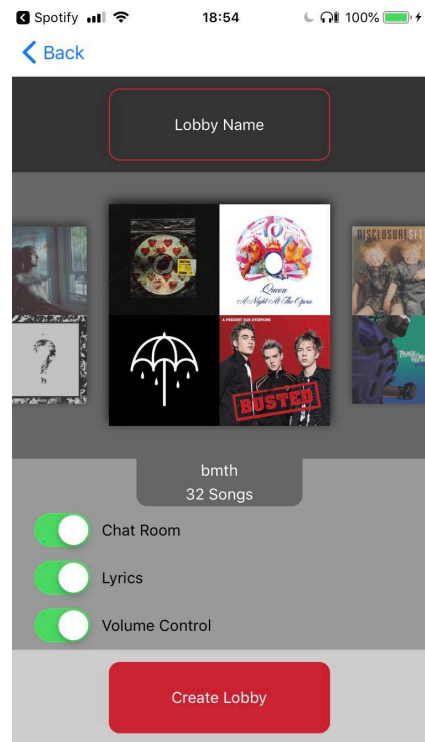 Spotify
18:54
100%
Back
Lobby Name
DISCLOSURE
Queen
A Night At The Opera
?
A PRESENT FOR EVERYONE
BUSTED
bmth
32 Songs
Chat Room
Lyrics
Volume Control
Create Lobby